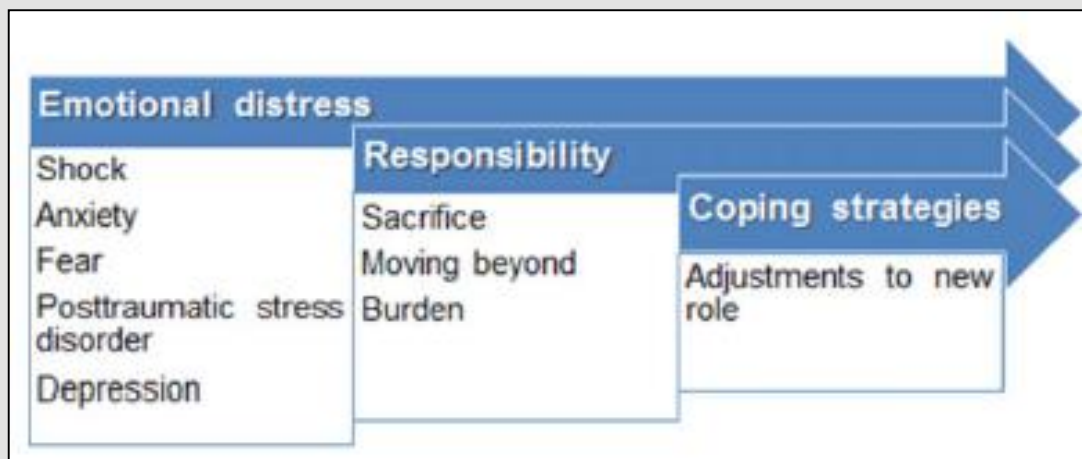 Emotional distress
Shock
Anxiety
Fear
Posttraumatic stress
disorder
Depression
Responsibility
Sacrifice
Moving beyond
Burden
Coping strategies
Adjustments to new
role